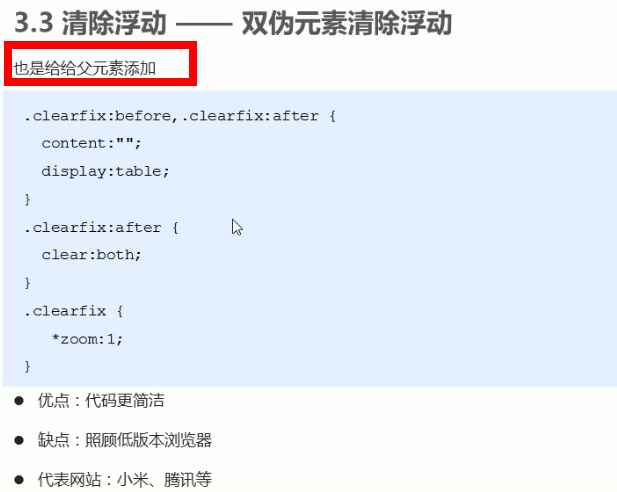 3.3 清除浮动 —— 双伪元素清除浮动
也是给给父元素添加
.clearfix:before,.clearfix:after {
content:"";
display:table;
}
.clearfix:after {
clear:both;
}
.clearfix {
*zoom:1;
}
● 优点：代码更简洁
● 缺点：照顾低版本浏览器
● 代表网站：小米、腾讯等